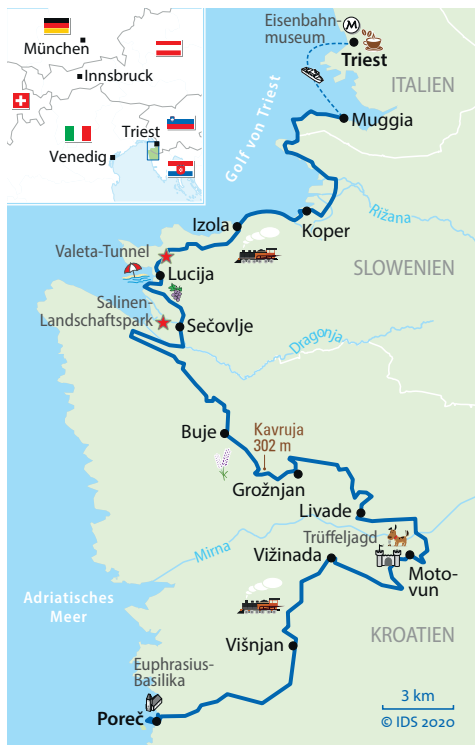 München
Innsbruck
Triest
Venedig
Eisenbahn-
museum
M
Triest
ITALIEN
Muggia
Golf von Triest
Izola
Koper
Rižana
Valeta-Tunnel
SLOWENIEN
Lucija
Salinen-
Landschaftspark
Sečovlje
Dragonja
Buje
Kavruja
302 m
Grožnjan
Livade
Trüffeljagd
Mirna
Vižinada
Moto-
vun
Adriatisches
Meer
Višnjan
KROATIEN
Euphrasius-
Basilika
Poreč
3 km
© IDS 2020